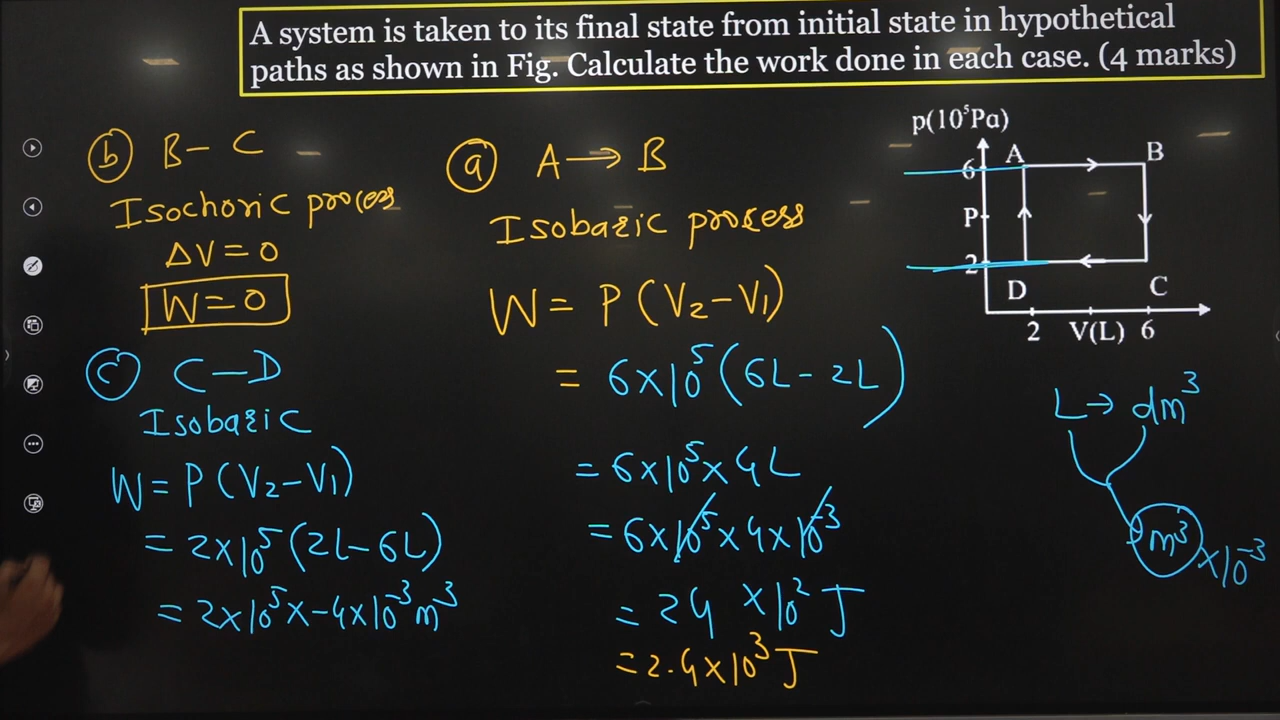 A system is taken to its final state from initial state in hypothetical
paths as shown in Fig. Calculate the work done in each case. (4 marks)
ⓑ B - C
Isochoric process
ΔV = 0
W = 0
ⓒ C - D
Isobaric
W = P (V₂ - V₁)
= 2×10⁵ (2L - 6L)
= 2×10⁵ × -4×10⁻³ m³
ⓐ A → B
Isobaric process
W = P (V₂ - V₁)
= 6×10⁵ (6L - 2L)
= 6×10⁵ × 4L
= 6×10⁵ × 4×10⁻³
= 24 ×10² J
= 2.4×10³ J
p(10⁵Pa)
6 A B
P
2
D C
2 V(L) 6
L → dm³
m³ ×10⁻³